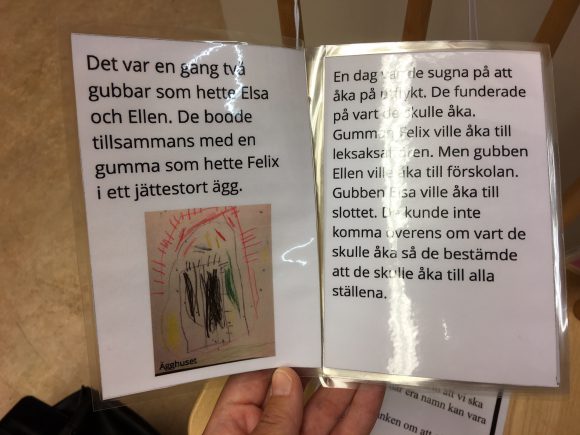 Det var en gång två
gubbar som hette Elsa
och Ellen. De bodde
tillsammans med en
gumma som hette Felix
i ett jättestort ägg.
Ägghuset
En dag var de sugna på att
åka på utflykt. De funderade
på vart de skulle åka.
Gumman Felix ville åka till
leksaksaffären. Men gubben
Ellen ville åka till förskolan.
Gubben Elsa ville åka till
slottet. De kunde inte
komma överens om vart de
skulle åka så de bestämde
att de skulle åka till alla
ställena.
att vi ska
era namn kan vara
om att